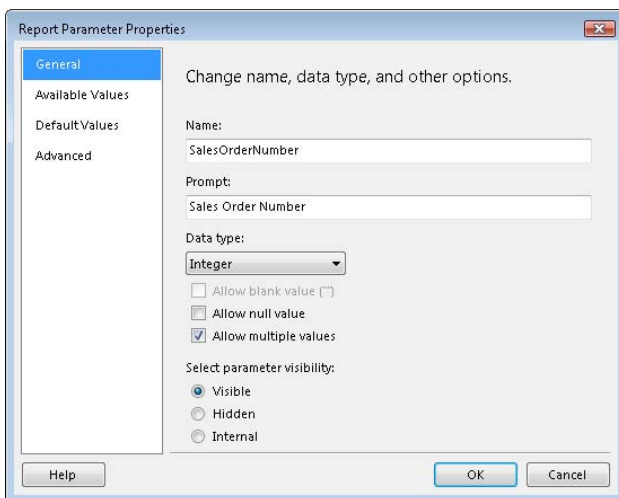 Report Parameter Properties
General
Available Values
Default Values
Advanced
Change name, data type, and other options.
Name:
SalesOrderNumber
Prompt:
Sales Order Number
Data type:
Integer
Allow blank value ("")
Allow null value
Allow multiple values
Select parameter visibility:
Visible
Hidden
Internal
Help
OK
Cancel